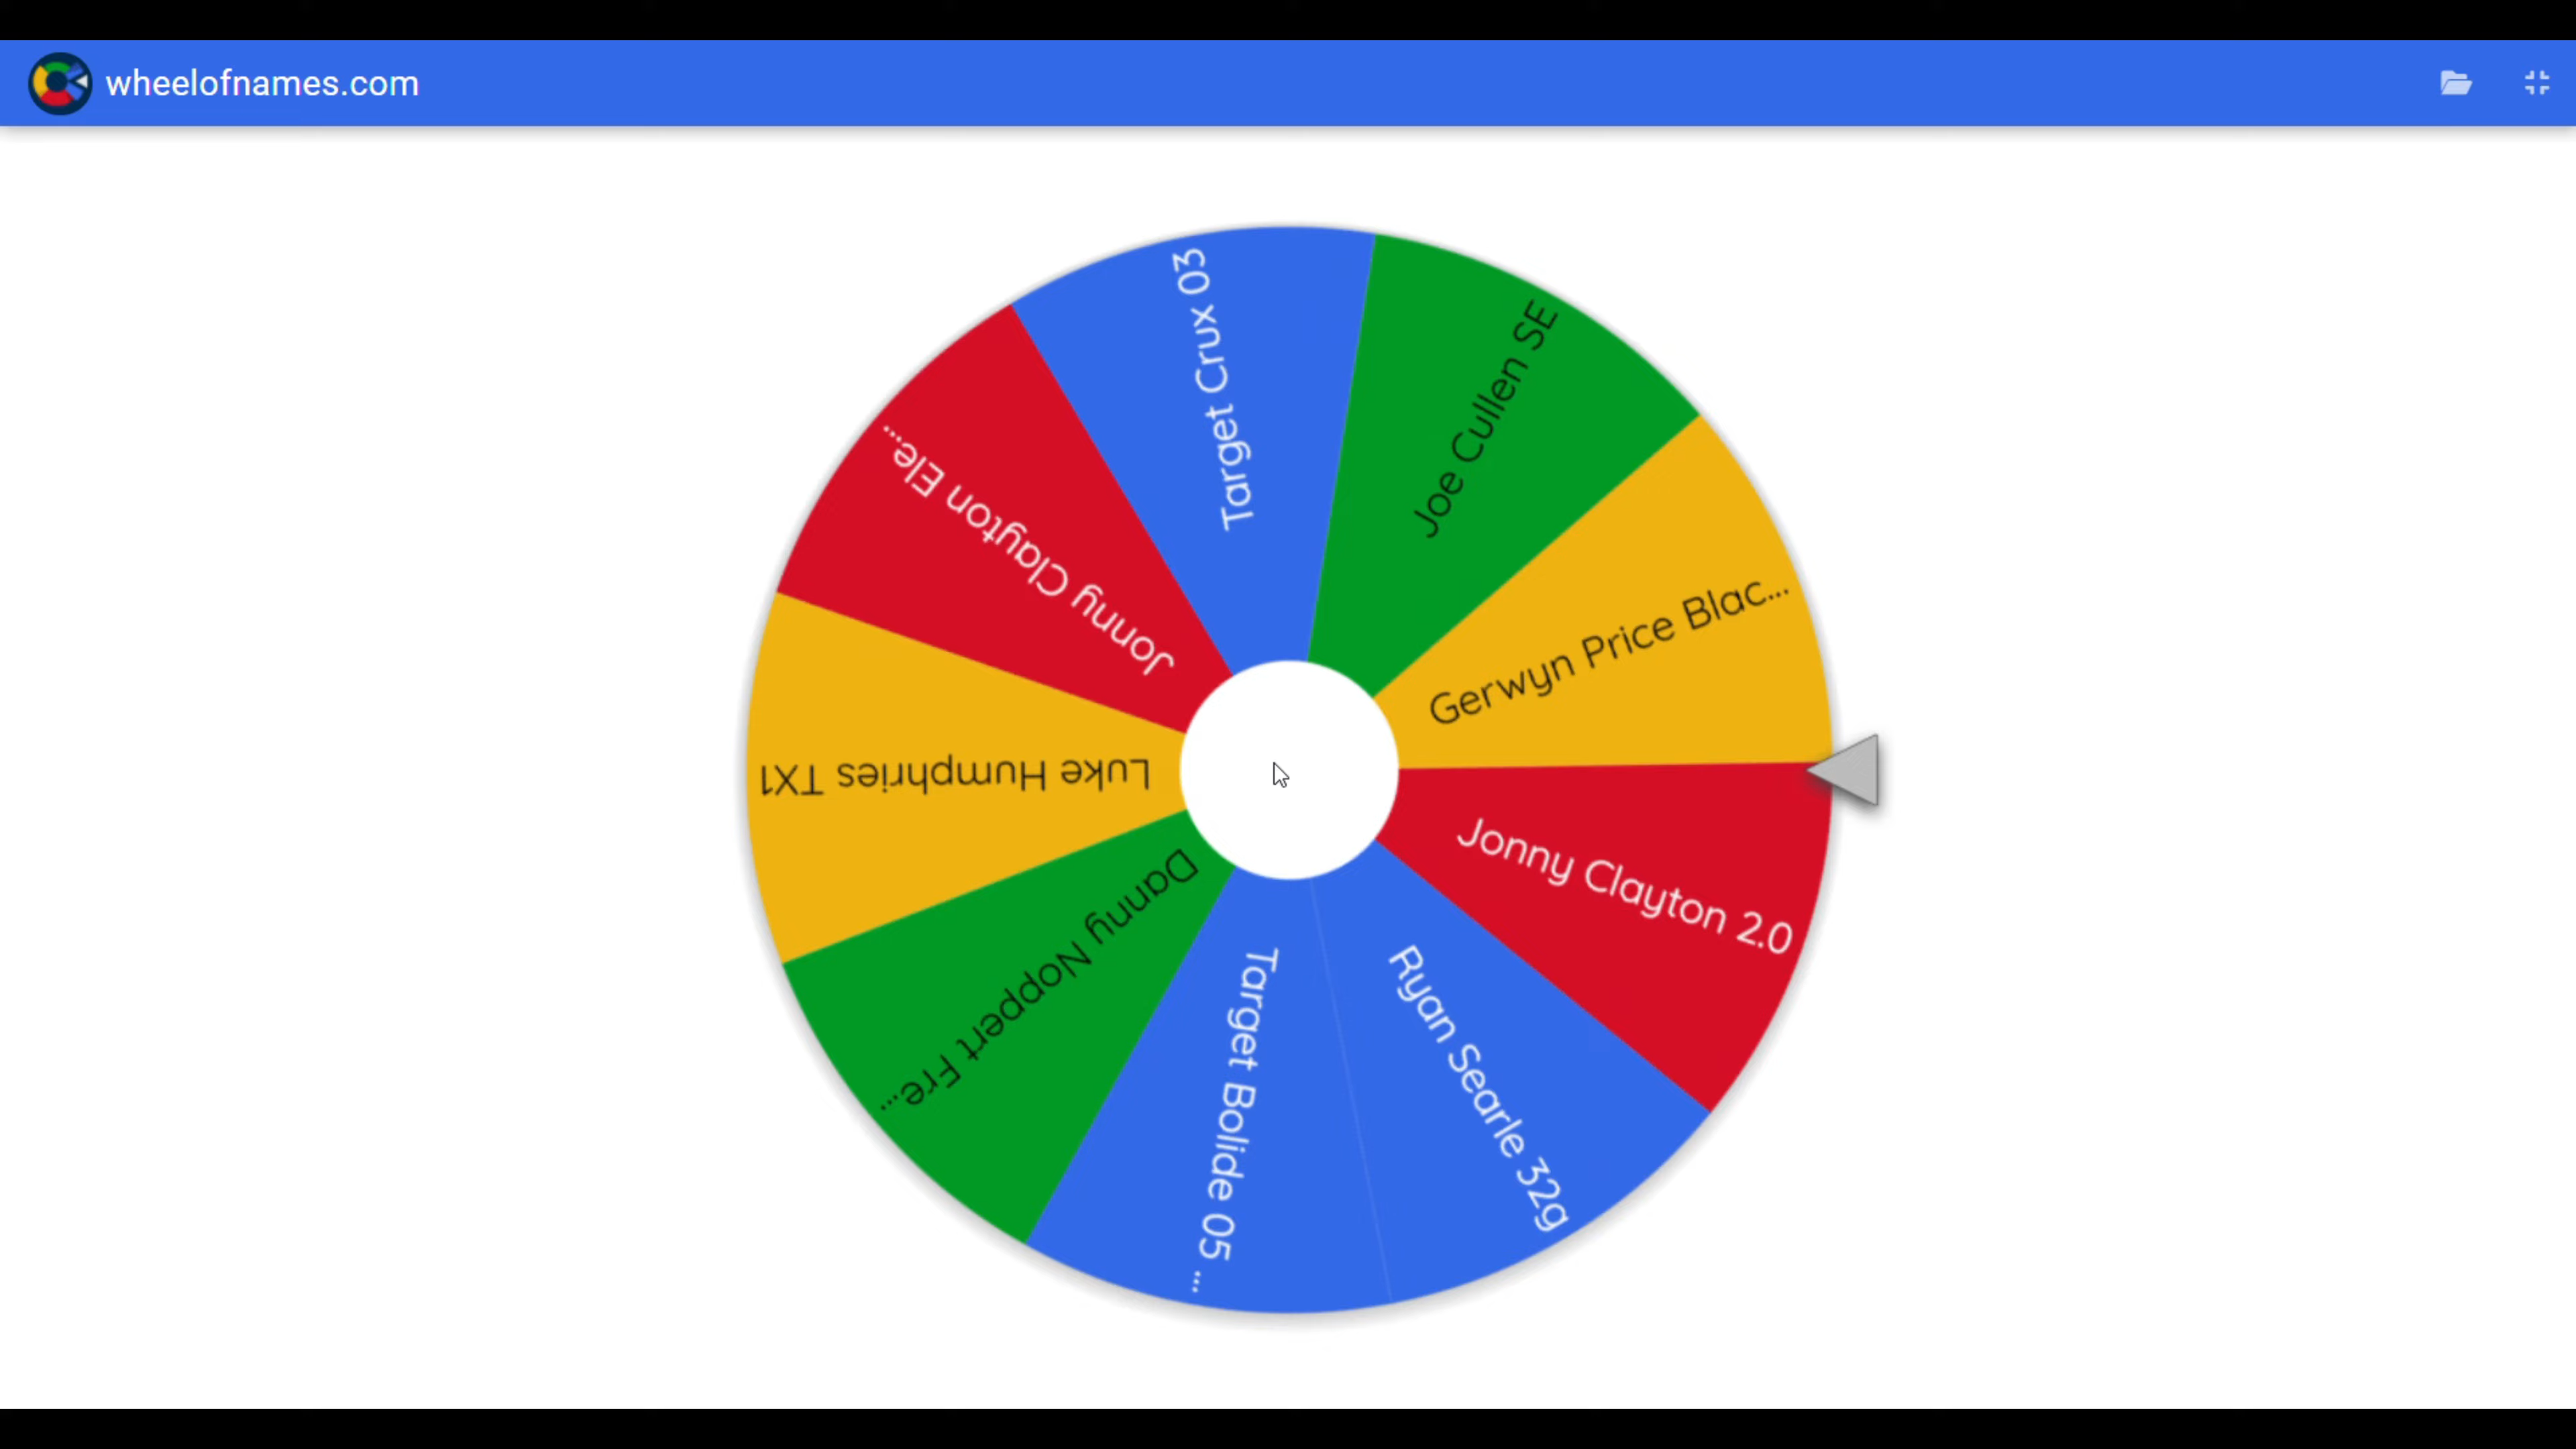 wheelofnames.com
Target Crux 03
Joe Cullen SE
Gerwyn Price Blac...
Jonny Clayton 2.0
Ryan Searle 32g
Target Bolide 05 ...
Danny Noppert Fre...
Luke Humphries TX1
Jonny Clayton Ele...